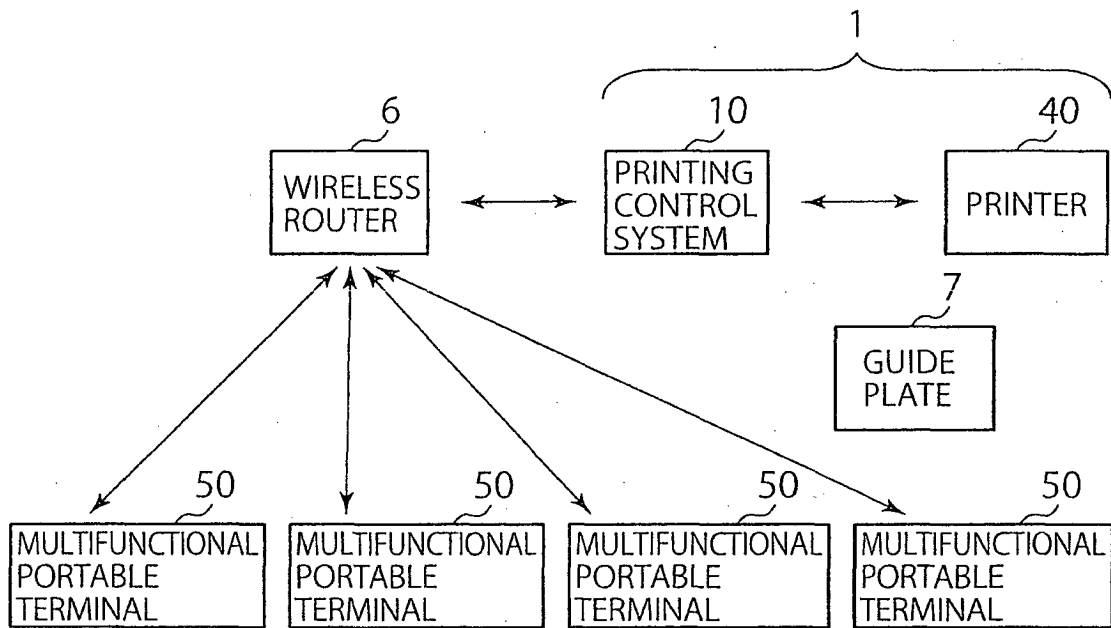 1
6
10
40
WIRELESS
ROUTER
PRINTING
CONTROL
SYSTEM
PRINTER
7
GUIDE
PLATE
50
50
50
50
MULTIFUNCTIONAL
PORTABLE
TERMINAL
MULTIFUNCTIONAL
PORTABLE
TERMINAL
MULTIFUNCTIONAL
PORTABLE
TERMINAL
MULTIFUNCTIONAL
PORTABLE
TERMINAL